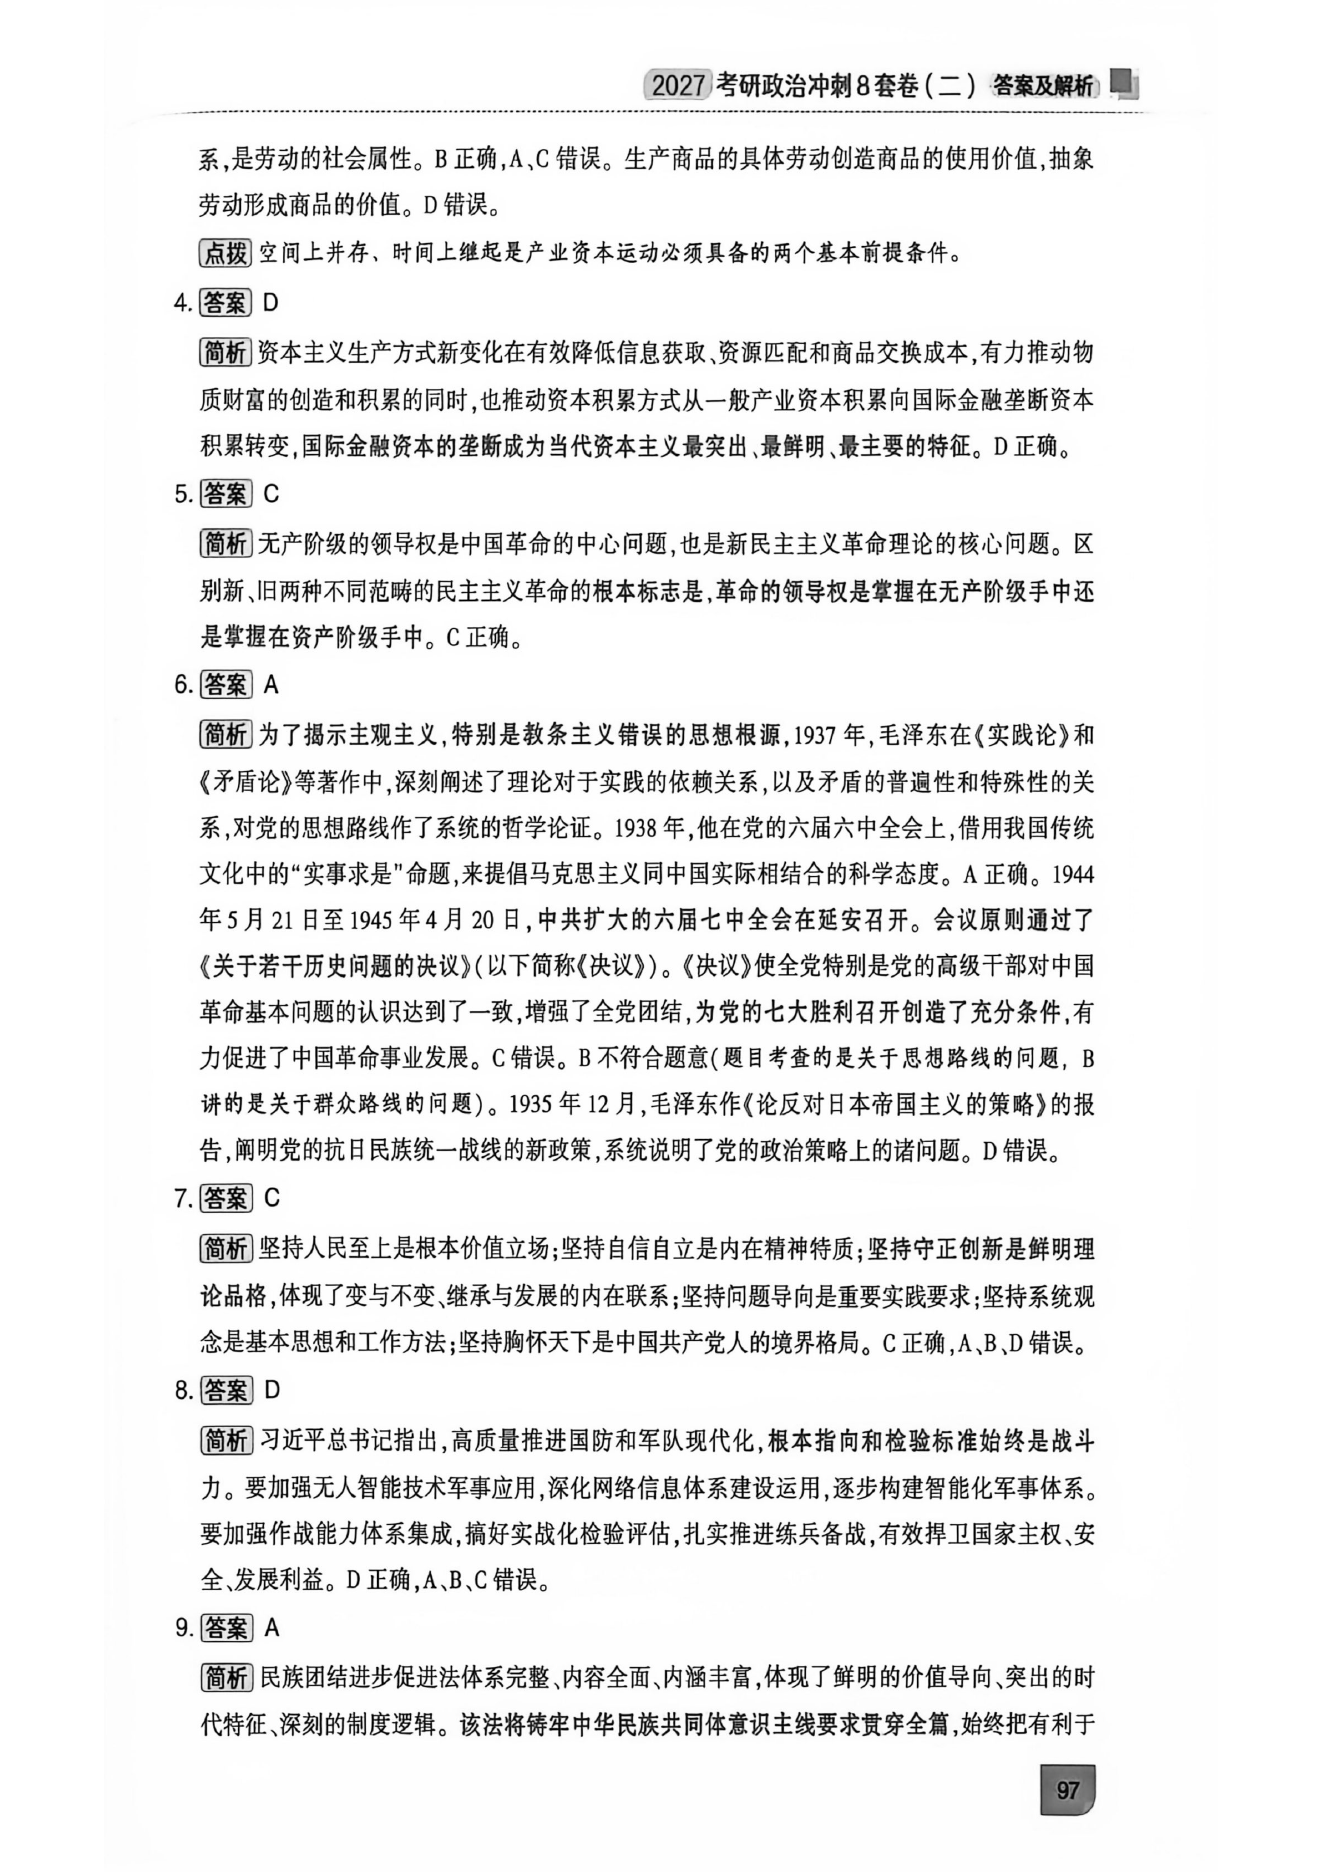 2027 考研政治冲刺8套卷(二) 答案及解析
系,是劳动的社会属性。B正确,A、C错误。生产商品的具体劳动创造商品的使用价值,抽象
劳动形成商品的价值。D错误。
点拨 空间上并存、时间上继起是产业资本运动必须具备的两个基本前提条件。
4. 答案 D
简析 资本主义生产方式新变化在有效降低信息获取、资源匹配和商品交换成本,有力推动物
质财富的创造和积累的同时,也推动资本积累方式从一般产业资本积累向国际金融垄断资本
积累转变,国际金融资本的垄断成为当代资本主义最突出、最鲜明、最主要的特征。D正确。
5. 答案 C
简析 无产阶级的领导权是中国革命的中心问题,也是新民主主义革命理论的核心问题。区
别新、旧两种不同范畴的民主主义革命的根本标志是,革命的领导权是掌握在无产阶级手中还
是掌握在资产阶级手中。C正确。
6. 答案 A
简析 为了揭示主观主义,特别是教条主义错误的思想根源,1937年,毛泽东在《实践论》和
《矛盾论》等著作中,深刻阐述了理论对于实践的依赖关系,以及矛盾的普遍性和特殊性的关
系,对党的思想路线作了系统的哲学论证。1938年,他在党的六届六中全会上,借用我国传统
文化中的“实事求是”命题,来提倡马克思主义同中国实际相结合的科学态度。A正确。1944
年5月21日至1945年4月20日,中共扩大的六届七中全会在延安召开。会议原则通过了
《关于若干历史问题的决议》(以下简称《决议》)。《决议》使全党特别是党的高级干部对中国
革命基本问题的认识达到了一致,增强了全党团结,为党的七大胜利召开创造了充分条件,有
力促进了中国革命事业发展。C错误。B不符合题意(题目考查的是关于思想路线的问题,B
讲的是关于群众路线的问题)。1935年12月,毛泽东作《论反对日本帝国主义的策略》的报
告,阐明党的抗日民族统一战线的新政策,系统说明了党的政治策略上的诸问题。D错误。
7. 答案 C
简析 坚持人民至上是根本价值立场;坚持自信自立是内在精神特质;坚持守正创新是鲜明理
论品格,体现了变与不变、继承与发展的内在联系;坚持问题导向是重要实践要求;坚持系统观
念是基本思想和工作方法;坚持胸怀天下是中国共产党人的境界格局。C正确,A、B、D错误。
8. 答案 D
简析 习近平总书记指出,高质量推进国防和军队现代化,根本指向和检验标准始终是战斗
力。要加强无人智能技术军事应用,深化网络信息体系建设运用,逐步构建智能化军事体系。
要加强作战能力体系集成,搞好实战化检验评估,扎实推进练兵备战,有效捍卫国家主权、安
全、发展利益。D正确,A、B、C错误。
9. 答案 A
简析 民族团结进步促进法体系完整、内容全面、内涵丰富,体现了鲜明的价值导向、突出的时
代特征、深刻的制度逻辑。该法将铸牢中华民族共同体意识主线要求贯穿全篇,始终把有利于
97